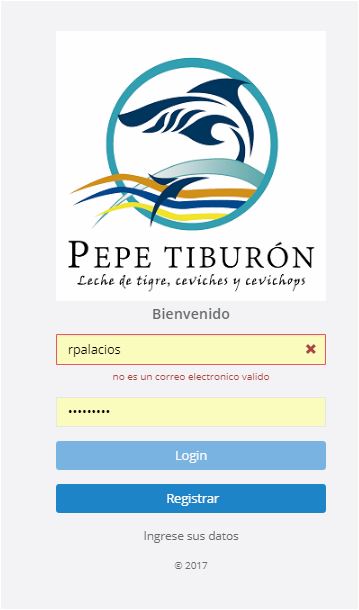 PEPE TIBURÓN
Leche de tigre, ceviches y cevichops
Bienvenido
rpalacios
no es un correo electronico valido
•••••••••
Login
Registrar
Ingrese sus datos
© 2017